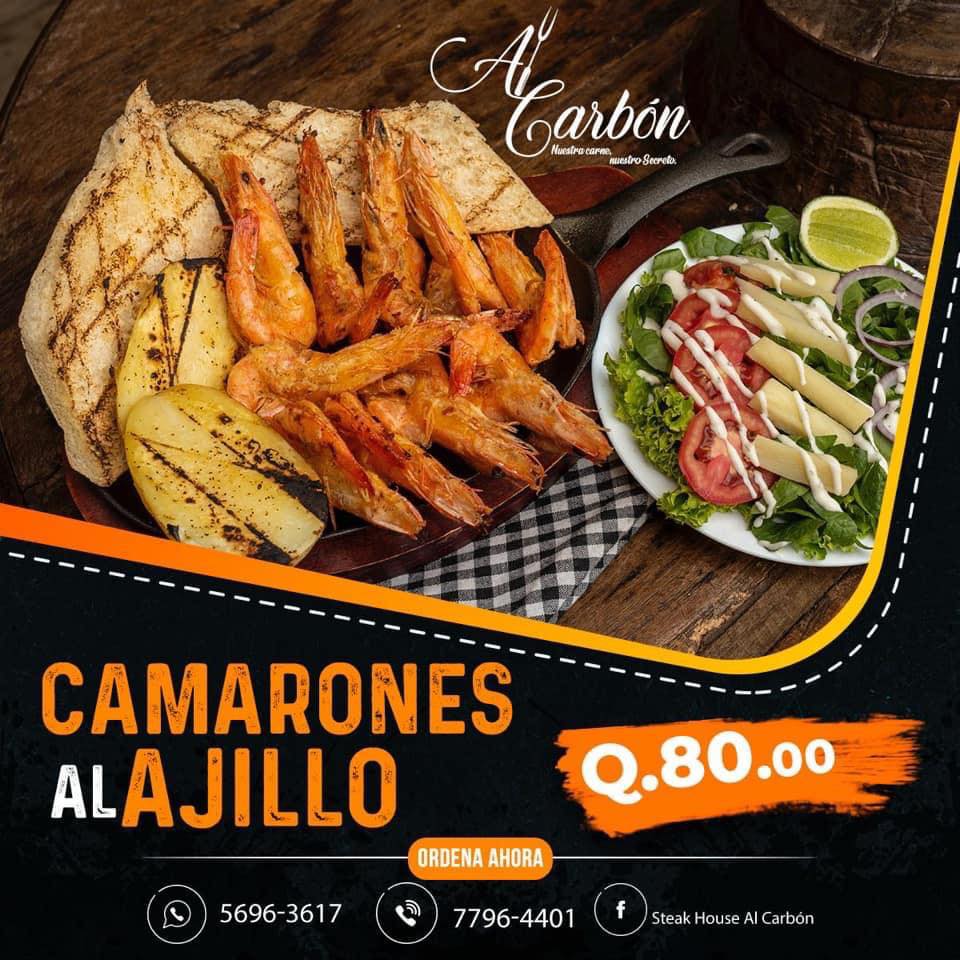 Al
Carbón
Nuestra carne,
nuestro Secreto.
CAMARONES
AL AJILLO
Q.80.00
ORDENA AHORA
5696-3617
7796-4401
f
Steak House Al Carbón